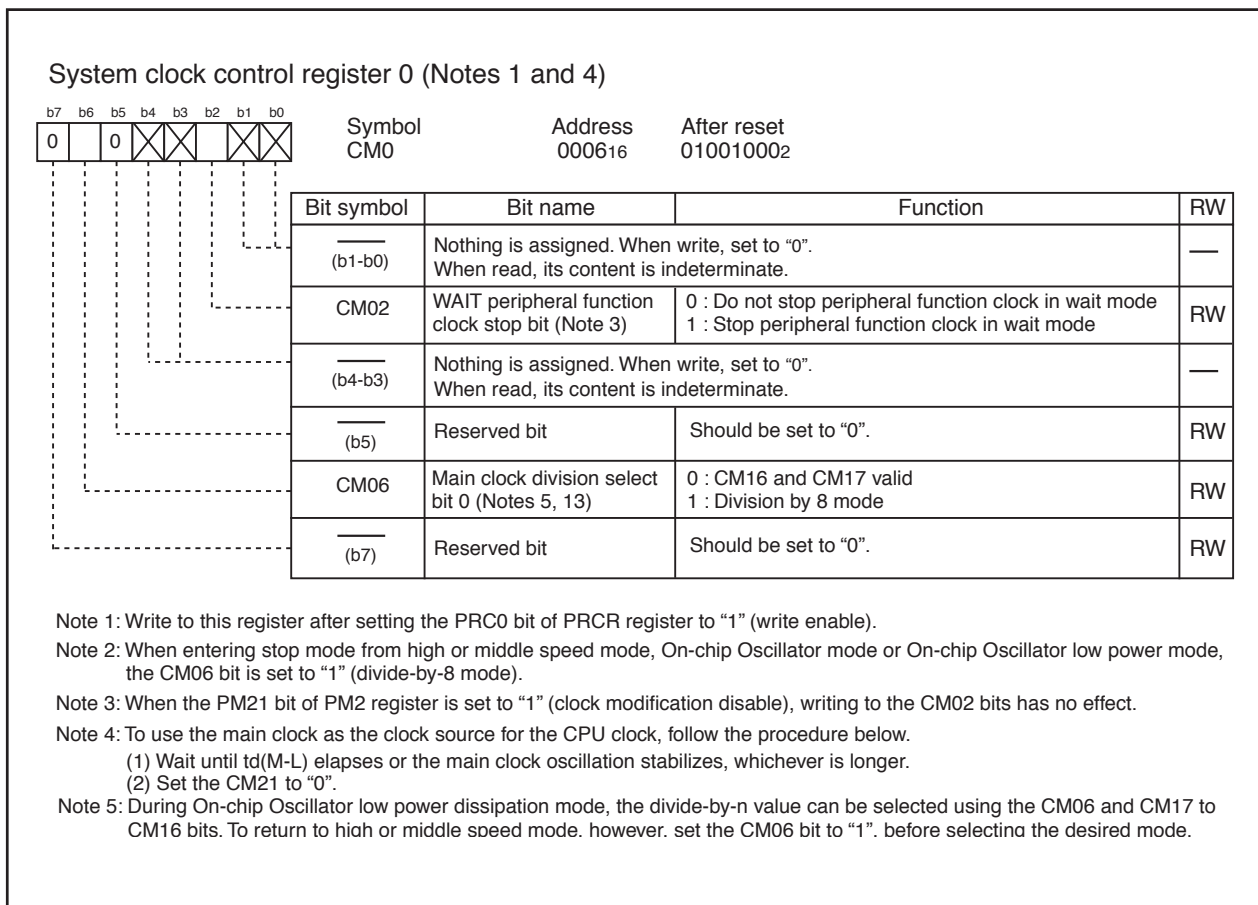 System clock control register 0 (Notes 1 and 4)
b7 b6 b5 b4 b3 b2 b1 b0
0 0
Symbol Address After reset
CM0 000616 010010002
Bit symbol Bit name Function RW
(b1-b0) Nothing is assigned. When write, set to “0”.
When read, its content is indeterminate. —
CM02 WAIT peripheral function 0 : Do not stop peripheral function clock in wait mode RW
clock stop bit (Note 3) 1 : Stop peripheral function clock in wait mode
(b4-b3) Nothing is assigned. When write, set to “0”.
When read, its content is indeterminate. —
(b5) Reserved bit Should be set to “0”. RW
CM06 Main clock division select 0 : CM16 and CM17 valid RW
bit 0 (Notes 5, 13) 1 : Division by 8 mode
(b7) Reserved bit Should be set to “0”. RW
Note 1: Write to this register after setting the PRC0 bit of PRCR register to “1” (write enable).
Note 2: When entering stop mode from high or middle speed mode, On-chip Oscillator mode or On-chip Oscillator low power mode,
the CM06 bit is set to “1” (divide-by-8 mode).
Note 3: When the PM21 bit of PM2 register is set to “1” (clock modification disable), writing to the CM02 bits has no effect.
Note 4: To use the main clock as the clock source for the CPU clock, follow the procedure below.
(1) Wait until td(M-L) elapses or the main clock oscillation stabilizes, whichever is longer.
(2) Set the CM21 to “0”.
Note 5: During On-chip Oscillator low power dissipation mode, the divide-by-n value can be selected using the CM06 and CM17 to
CM16 bits. To return to high or middle speed mode, however, set the CM06 bit to “1”, before selecting the desired mode.